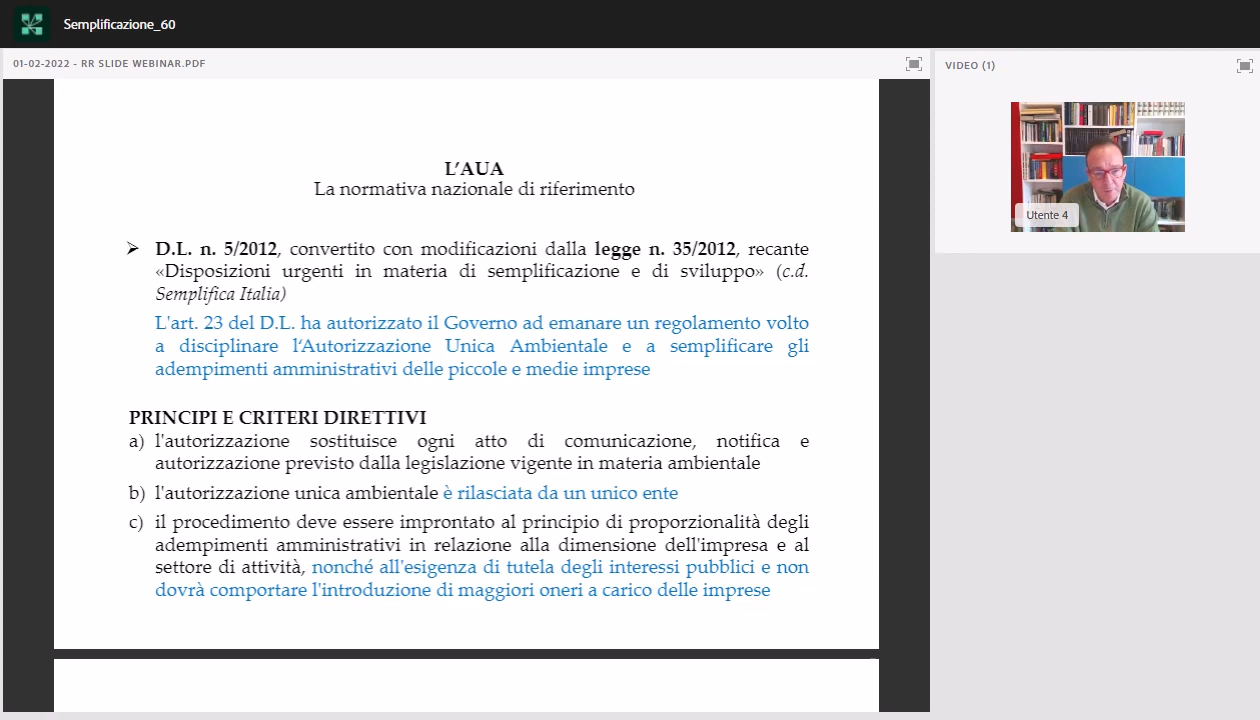 Semplificazione_60
01-02-2022 - RR SLIDE WEBINAR.PDF
VIDEO (1)
Utente 4
L'AUA
La normativa nazionale di riferimento
➢ D.L. n. 5/2012, convertito con modificazioni dalla legge n. 35/2012, recante
«Disposizioni urgenti in materia di semplificazione e di sviluppo» (c.d.
Semplifica Italia)
L'art. 23 del D.L. ha autorizzato il Governo ad emanare un regolamento volto
a disciplinare l‘Autorizzazione Unica Ambientale e a semplificare gli
adempimenti amministrativi delle piccole e medie imprese
PRINCIPI E CRITERI DIRETTIVI
a) l'autorizzazione sostituisce ogni atto di comunicazione, notifica e
autorizzazione previsto dalla legislazione vigente in materia ambientale
b) l'autorizzazione unica ambientale è rilasciata da un unico ente
c) il procedimento deve essere improntato al principio di proporzionalità degli
adempimenti amministrativi in relazione alla dimensione dell'impresa e al
settore di attività, nonché all'esigenza di tutela degli interessi pubblici e non
dovrà comportare l'introduzione di maggiori oneri a carico delle imprese